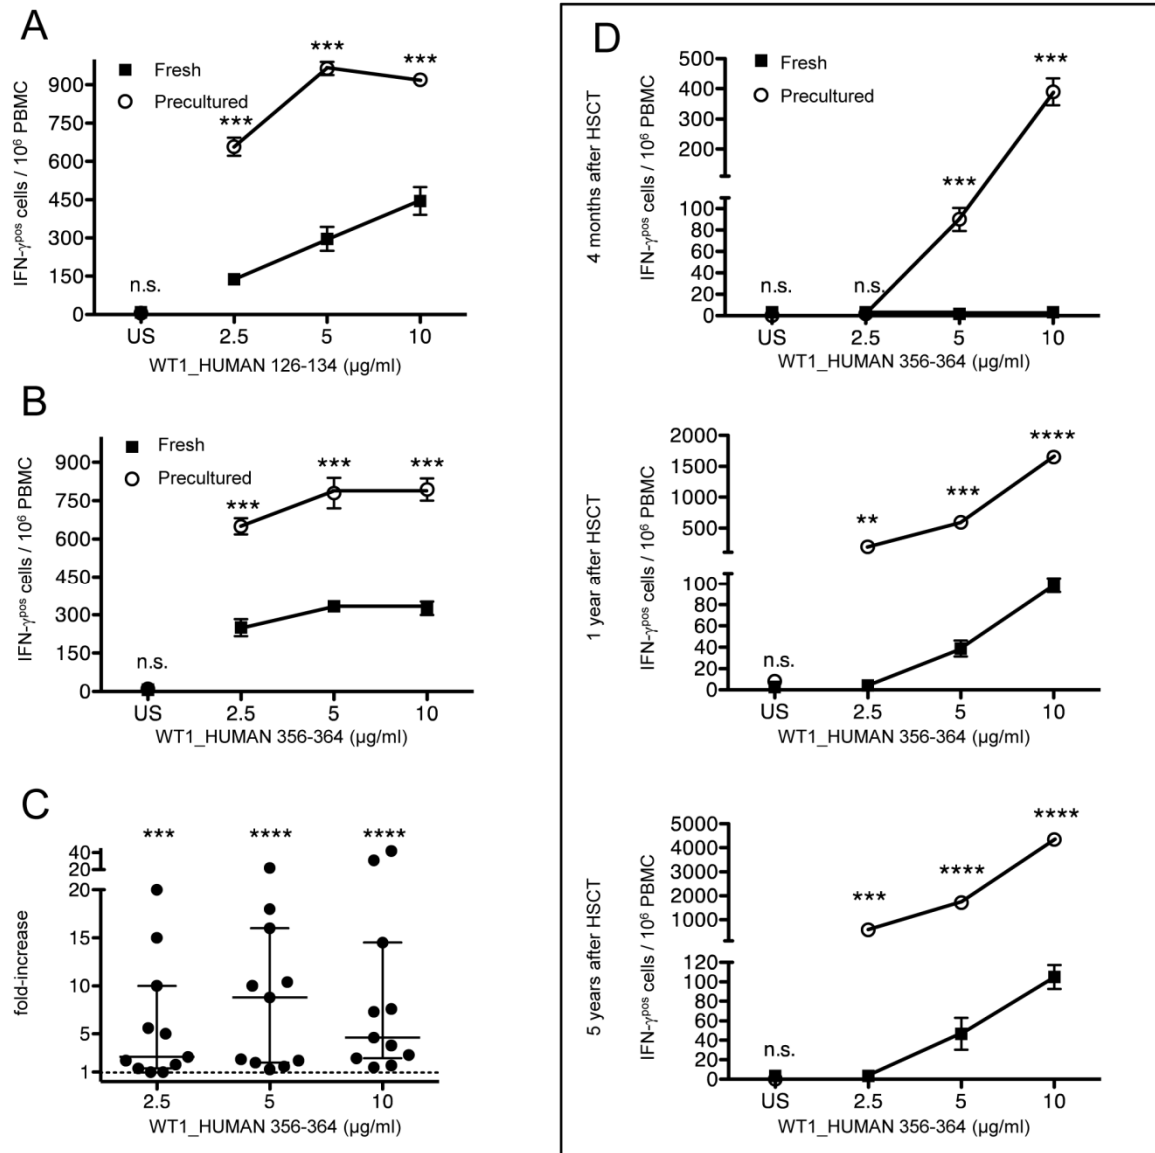 A
IFN-γpos cells / 10⁶ PBMC
900
750
600
450
300
150
0
Fresh
Precultured
n.s.
***
***
***
US 2.5 5 10
WT1_HUMAN 126-134 (µg/ml)
B
IFN-γpos cells / 10⁶ PBMC
900
750
600
450
300
150
0
Fresh
Precultured
n.s.
***
***
***
US 2.5 5 10
WT1_HUMAN 356-364 (µg/ml)
C
fold-increase
40
20
20
15
10
5
1
*** **** ****
2.5 5 10
WT1_HUMAN 356-364 (µg/ml)
D
4 months after HSCT
IFN-γpos cells / 10⁶ PBMC
500
400
300
200
100
80
60
40
20
0
Fresh
Precultured
n.s.
n.s.
***
***
US 2.5 5 10
WT1_HUMAN 356-364 (µg/ml)
1 year after HSCT
IFN-γpos cells / 10⁶ PBMC
2000
1500
1000
500
100
80
60
40
20
0
n.s.
**
***
****
US 2.5 5 10
WT1_HUMAN 356-364 (µg/ml)
5 years after HSCT
IFN-γpos cells / 10⁶ PBMC
5000
4000
3000
2000
1000
120
100
80
60
40
20
0
n.s.
***
****
****
US 2.5 5 10
WT1_HUMAN 356-364 (µg/ml)